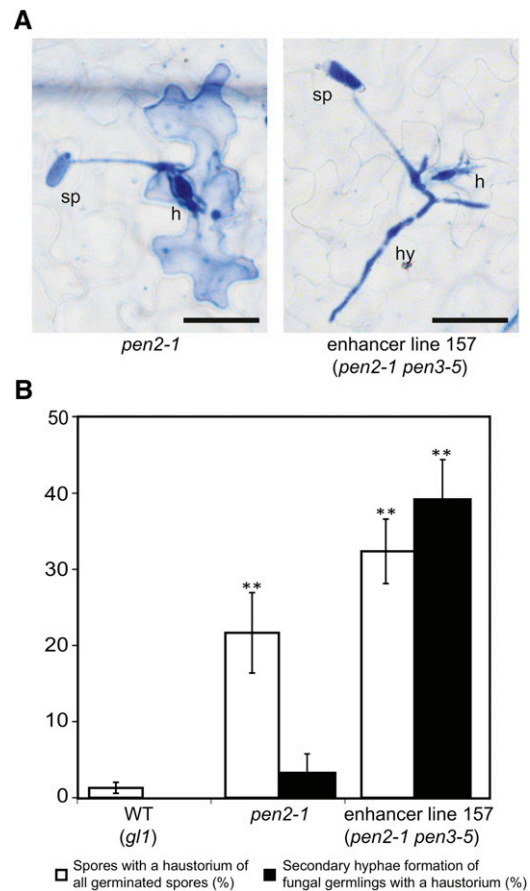 A
sp
h
sp
h
hy
pen2-1
enhancer line 157
(pen2-1 pen3-5)
B
50
40
30
20
10
0
**
**
**
WT
(gl1)
pen2-1
enhancer line 157
(pen2-1 pen3-5)
Spores with a haustorium of
all germinated spores (%)
Secondary hyphae formation of
fungal germlings with a haustorium (%)